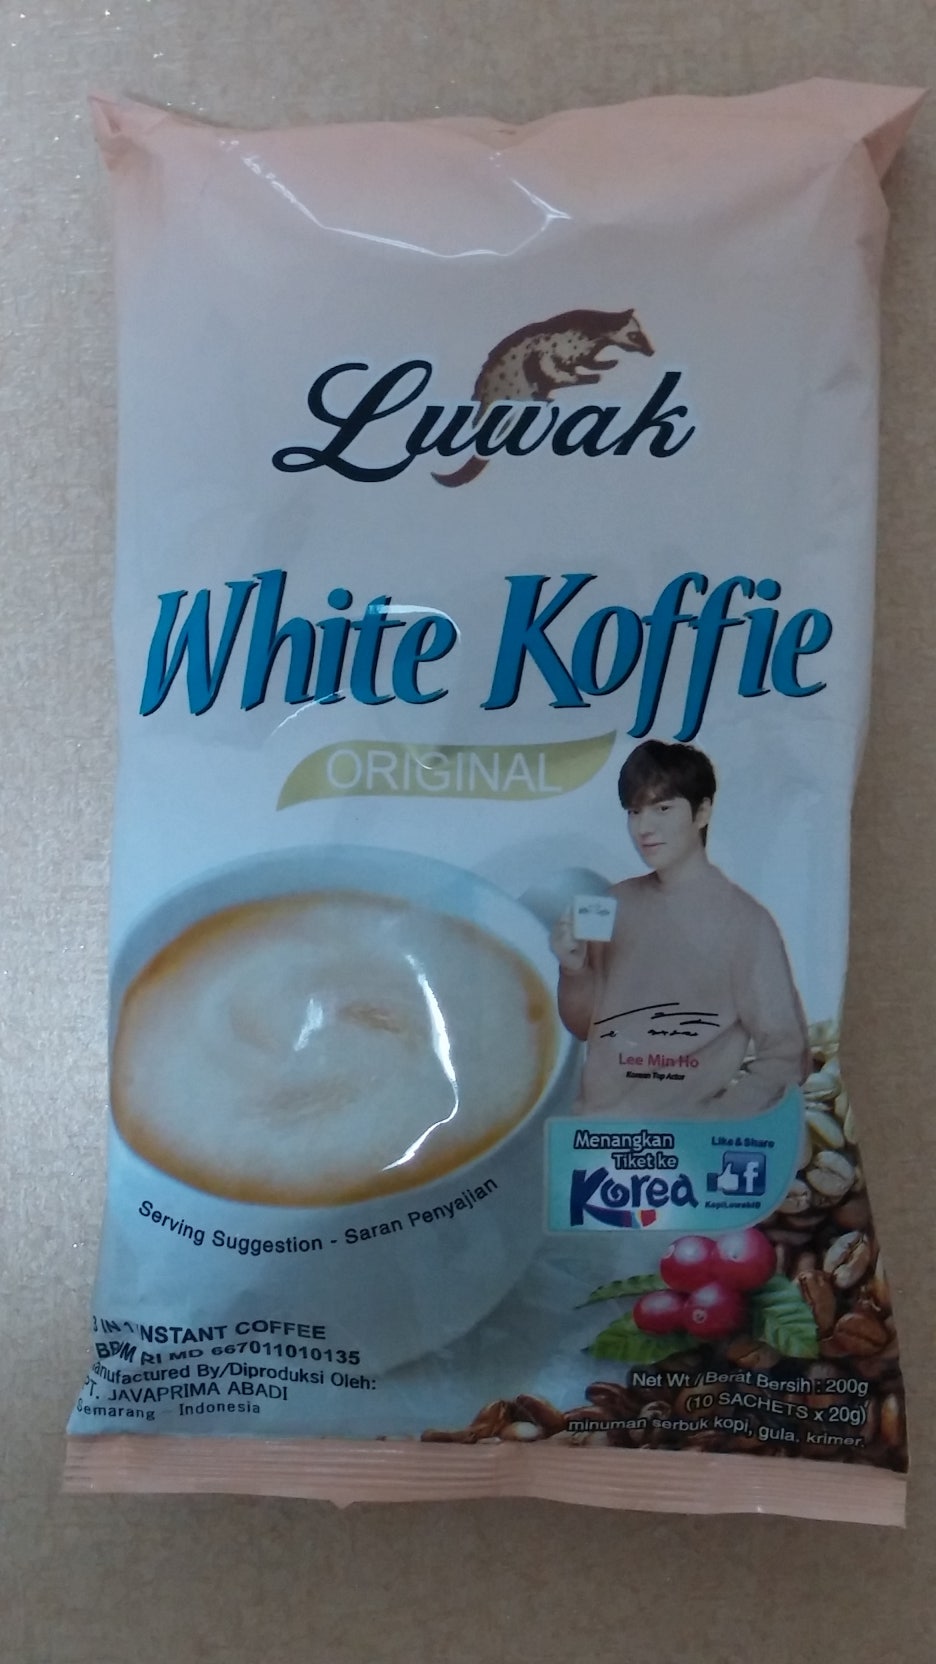 Luwak
White Koffie
ORIGINAL
Lee Min Ho
Korean Top Actor
Menangkan
Tiket ke
Korea
Like & Share
f
KopiLuwakID
Serving Suggestion - Saran Penyajian
3 IN 1 INSTANT COFFEE
BPOM RI MD 667011010135
Manufactured By/Diproduksi Oleh:
PT. JAVAPRIMA ABADI
Semarang - Indonesia
Net Wt / Berat Bersih : 200g
(10 SACHETS x 20g)
minuman serbuk kopi, gula, krimer.